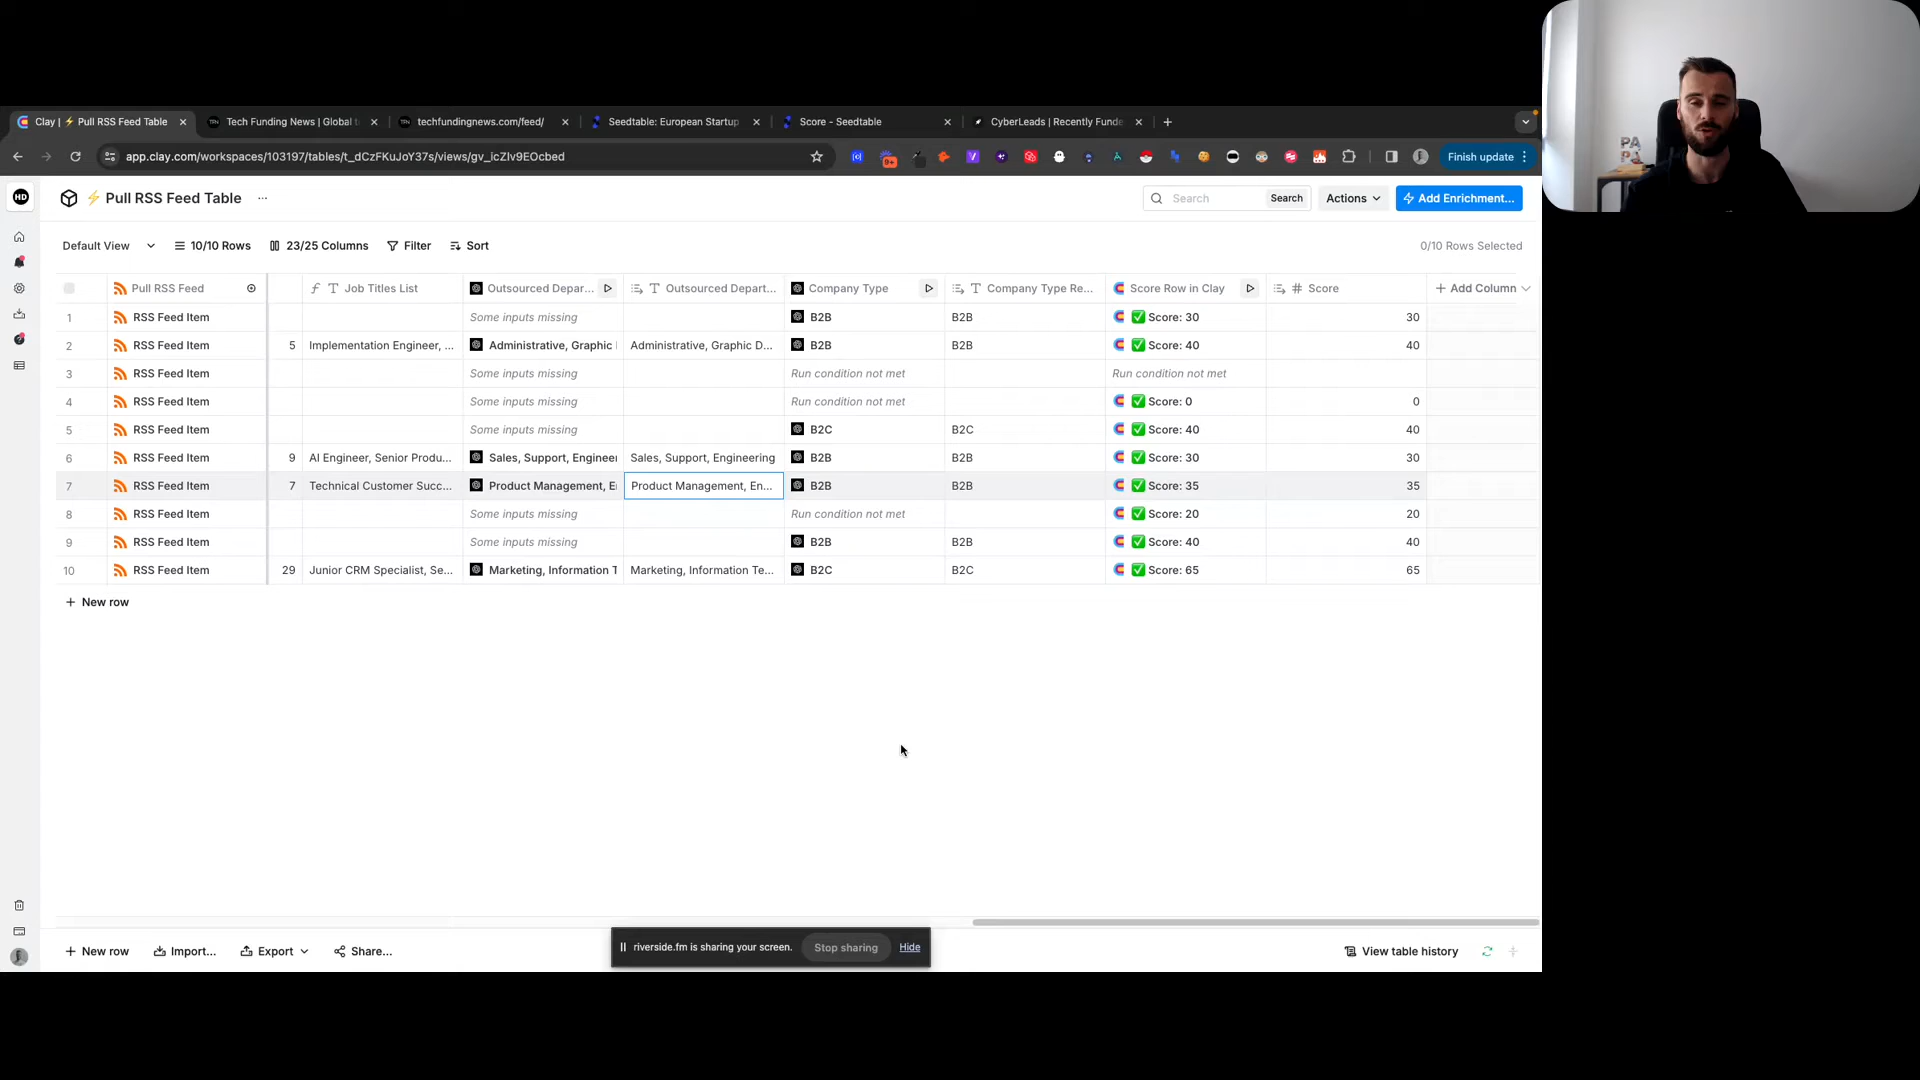 Clay | ⚡ Pull RSS Feed Table
Tech Funding News | Global t
techfundingnews.com/feed/
Seedtable: European Startup
Score - Seedtable
CyberLeads | Recently Funde
app.clay.com/workspaces/103197/tables/t_dCzFKuJoY37s/views/gv_icZIv9EOcbed
Finish update
HD
⚡ Pull RSS Feed Table ...
Search
Search
Actions
Add Enrichment...
Default View
10/10 Rows
23/25 Columns
Filter
Sort
0/10 Rows Selected
Pull RSS Feed Job Titles List Outsourced Depar... Outsourced Depart... Company Type Company Type Re... Score Row in Clay # Score + Add Column
1 RSS Feed Item Some inputs missing B2B B2B ✅ Score: 30 30
2 RSS Feed Item 5 Implementation Engineer, ... Administrative, Graphic Administrative, Graphic D... B2B B2B ✅ Score: 40 40
3 RSS Feed Item Some inputs missing Run condition not met Run condition not met
4 RSS Feed Item Some inputs missing Run condition not met ✅ Score: 0 0
5 RSS Feed Item Some inputs missing B2C B2C ✅ Score: 40 40
6 RSS Feed Item 9 AI Engineer, Senior Produ... Sales, Support, Engineer Sales, Support, Engineering B2B B2B ✅ Score: 30 30
7 RSS Feed Item 7 Technical Customer Succ... Product Management, E Product Management, En... B2B B2B ✅ Score: 35 35
8 RSS Feed Item Some inputs missing Run condition not met ✅ Score: 20 20
9 RSS Feed Item Some inputs missing B2B B2B ✅ Score: 40 40
10 RSS Feed Item 29 Junior CRM Specialist, Se... Marketing, Information T Marketing, Information Te... B2C B2C ✅ Score: 65 65
+ New row
+ New row
Import...
Export
Share...
riverside.fm is sharing your screen.
Stop sharing
Hide
View table history
PA
PA